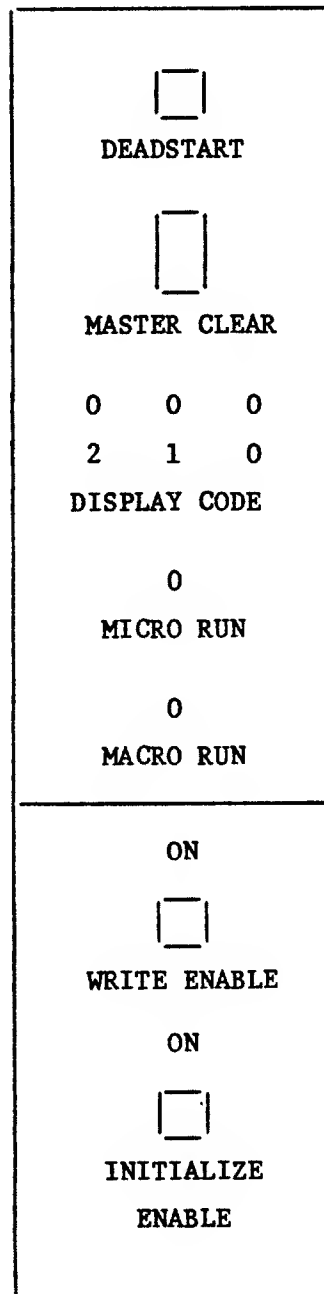 DEADSTART
MASTER CLEAR
0 0 0
2 1 0
DISPLAY CODE
0
MICRO RUN
0
MACRO RUN
ON
WRITE ENABLE
ON
INITIALIZE
ENABLE